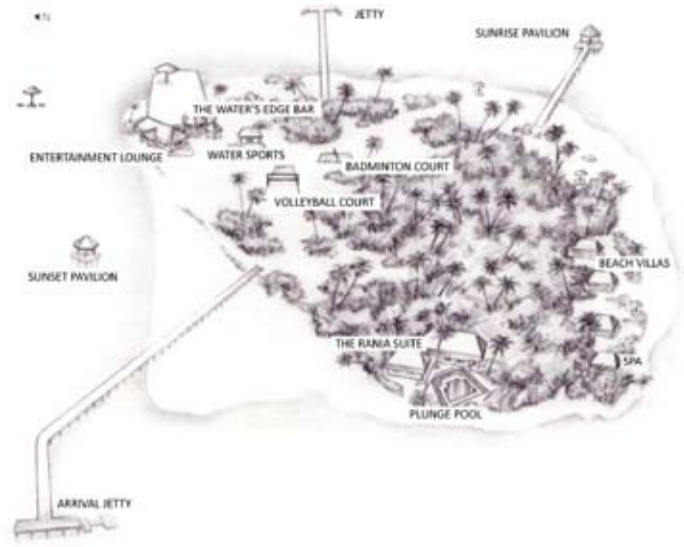 N
JETTY
SUNRISE PAVILION
THE WATER'S EDGE BAR
ENTERTAINMENT LOUNGE
WATER SPORTS
BADMINTON COURT
VOLLEYBALL COURT
SUNSET PAVILION
BEACH VILLAS
THE RANIA SUITE
SPA
PLUNGE POOL
ARRIVAL JETTY